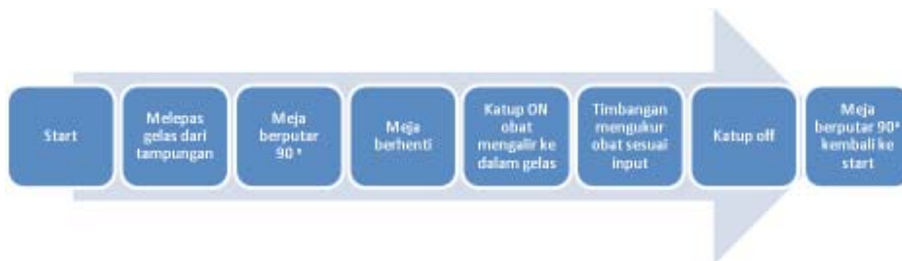 Start
Melepas
gelas dari
tampungan
Meja
berputar
90 °
Meja
berhenti
Katup ON
obat
mengalir ke
dalam gelas
Timbangan
mengukur
obat sesuai
input
Katup off
Meja
berputar 90°
kembali ke
start